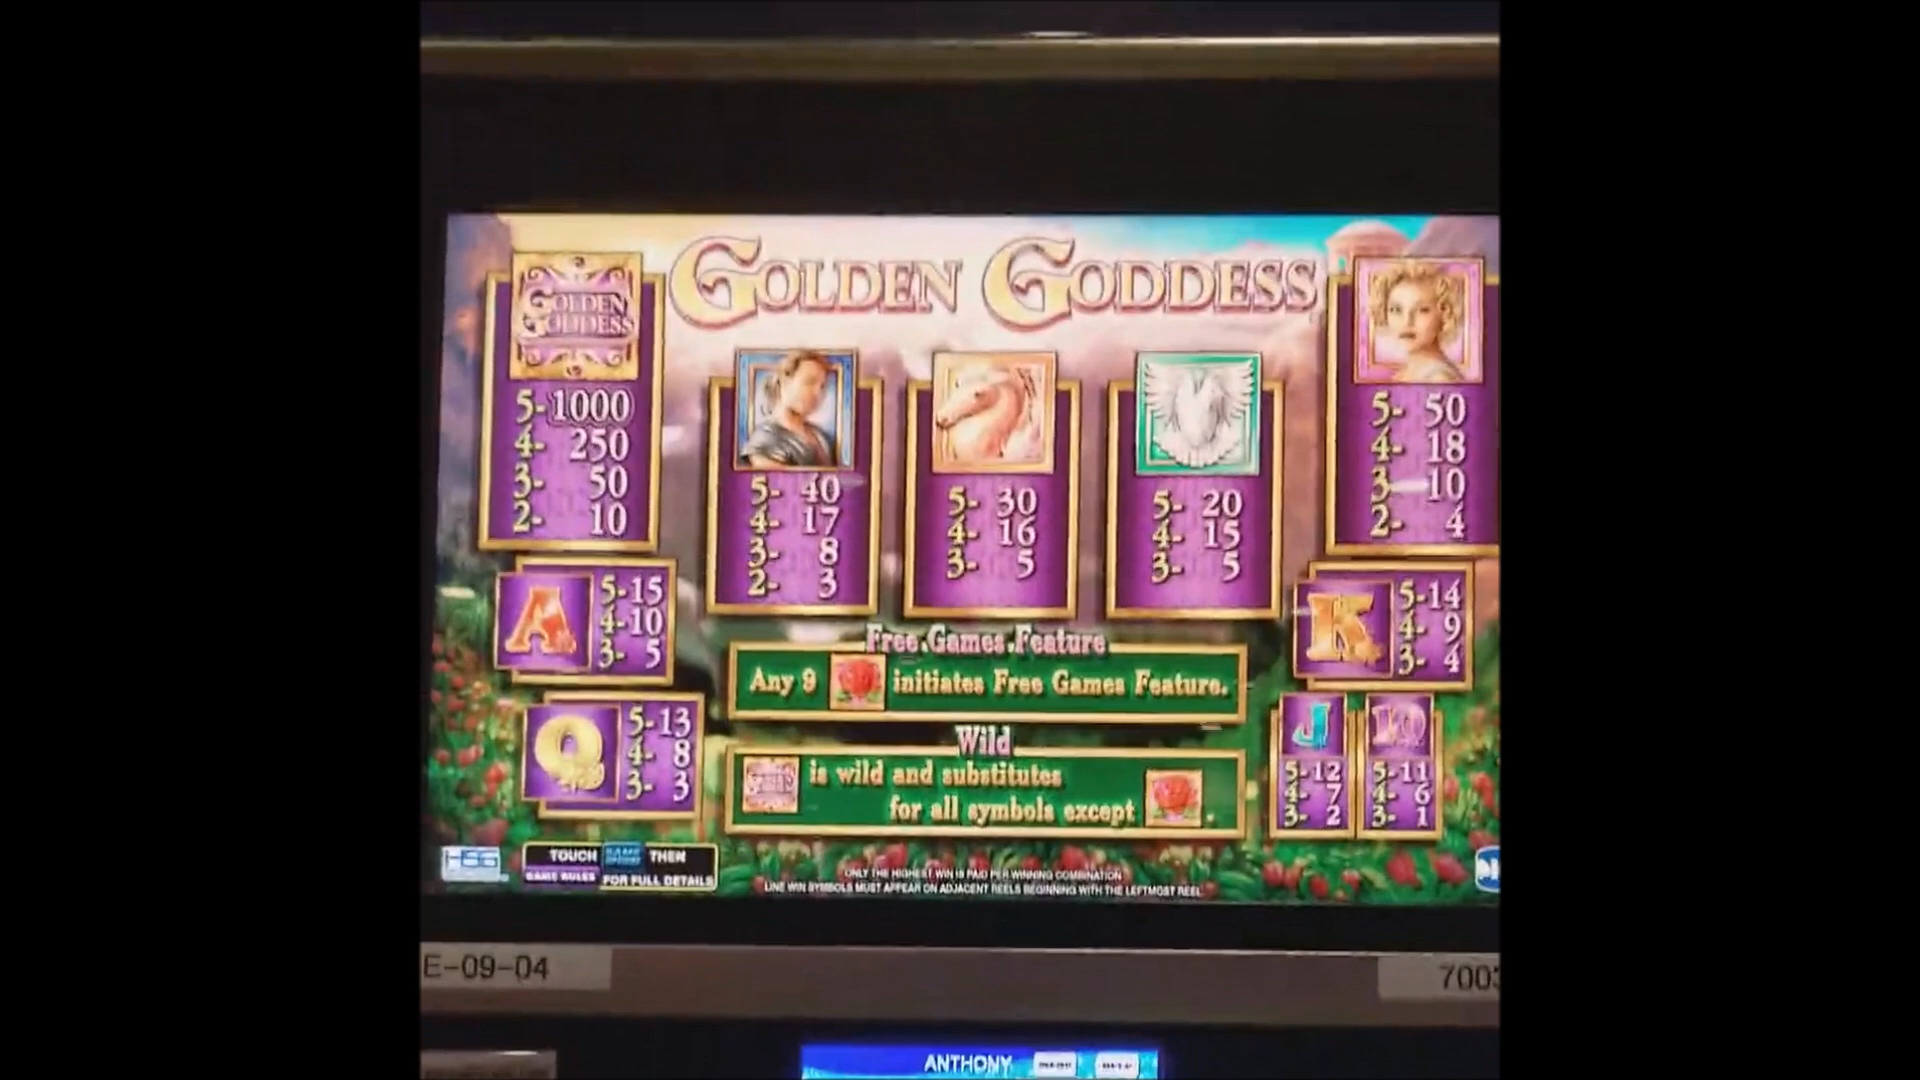 GOLDEN GODDESS
GOLDEN
GODDESS
5-1000
4- 250
3- 50
2- 10
5- 40
4- 17
3- 8
2- 3
5- 30
4- 16
3- 5
5- 20
4- 15
3- 5
5- 50
4- 18
3- 10
2- 4
A
5-15
4-10
3- 5
K
5-14
4- 9
3- 4
Q
5-13
4- 8
3- 3
Free Games Feature
Any 9 initiates Free Games Feature.
Wild
is wild and substitutes
for all symbols except .
J
5-12
4- 7
3- 2
10
5-11
4- 6
3- 1
TOUCH THEN
GAME RULES FOR FULL DETAILS
ONLY THE HIGHEST WIN IS PAID PER WINNING COMBINATION
LINE WIN SYMBOLS MUST APPEAR ON ADJACENT REELS BEGINNING WITH THE LEFTMOST REEL
E-09-04
7003
ANTHONY